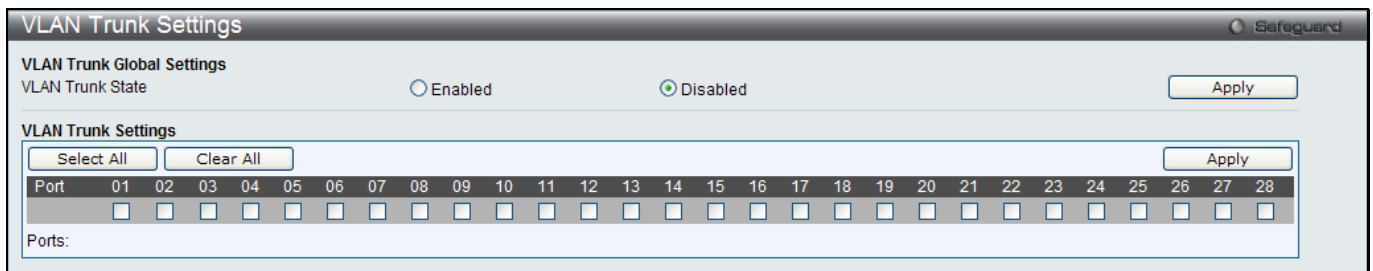 VLAN Trunk Settings Safeguard
VLAN Trunk Global Settings
VLAN Trunk State Enabled Disabled Apply
VLAN Trunk Settings
Select All Clear All Apply
Port 01 02 03 04 05 06 07 08 09 10 11 12 13 14 15 16 17 18 19 20 21 22 23 24 25 26 27 28
Ports: